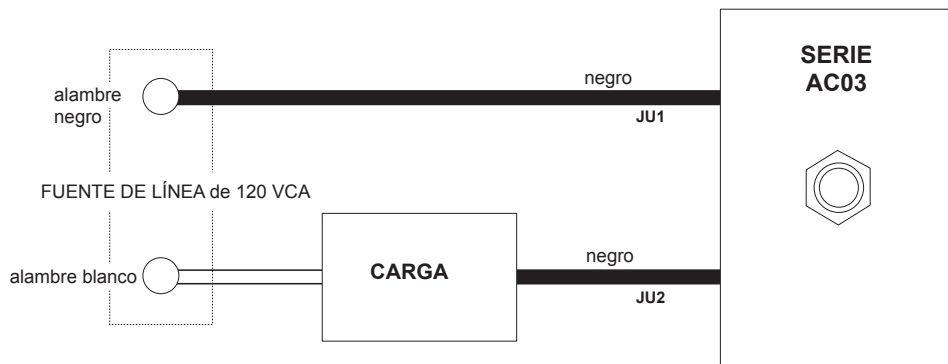 SERIE
AC03
alambre
negro
negro
JU1
FUENTE DE LÍNEA de 120 VCA
alambre blanco
CARGA
negro
JU2